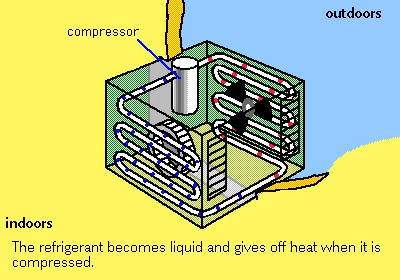 outdoors
compressor
indoors
The refrigerant becomes liquid and gives off heat when it is
compressed.